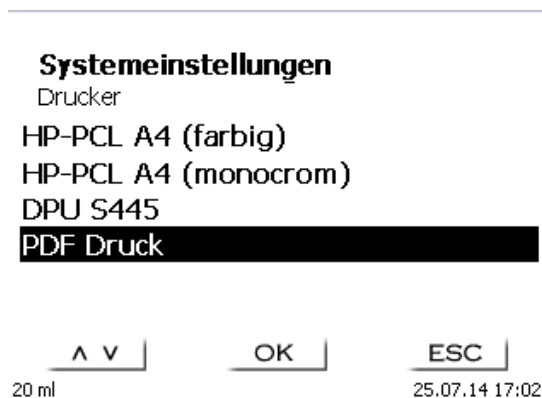 Systemeinstellungen
Drucker
HP-PCL A4 (farbig)
HP-PCL A4 (monocrom)
DPU S445
PDF Druck
∧ ∨ OK ESC
20 ml 25.07.14 17:02